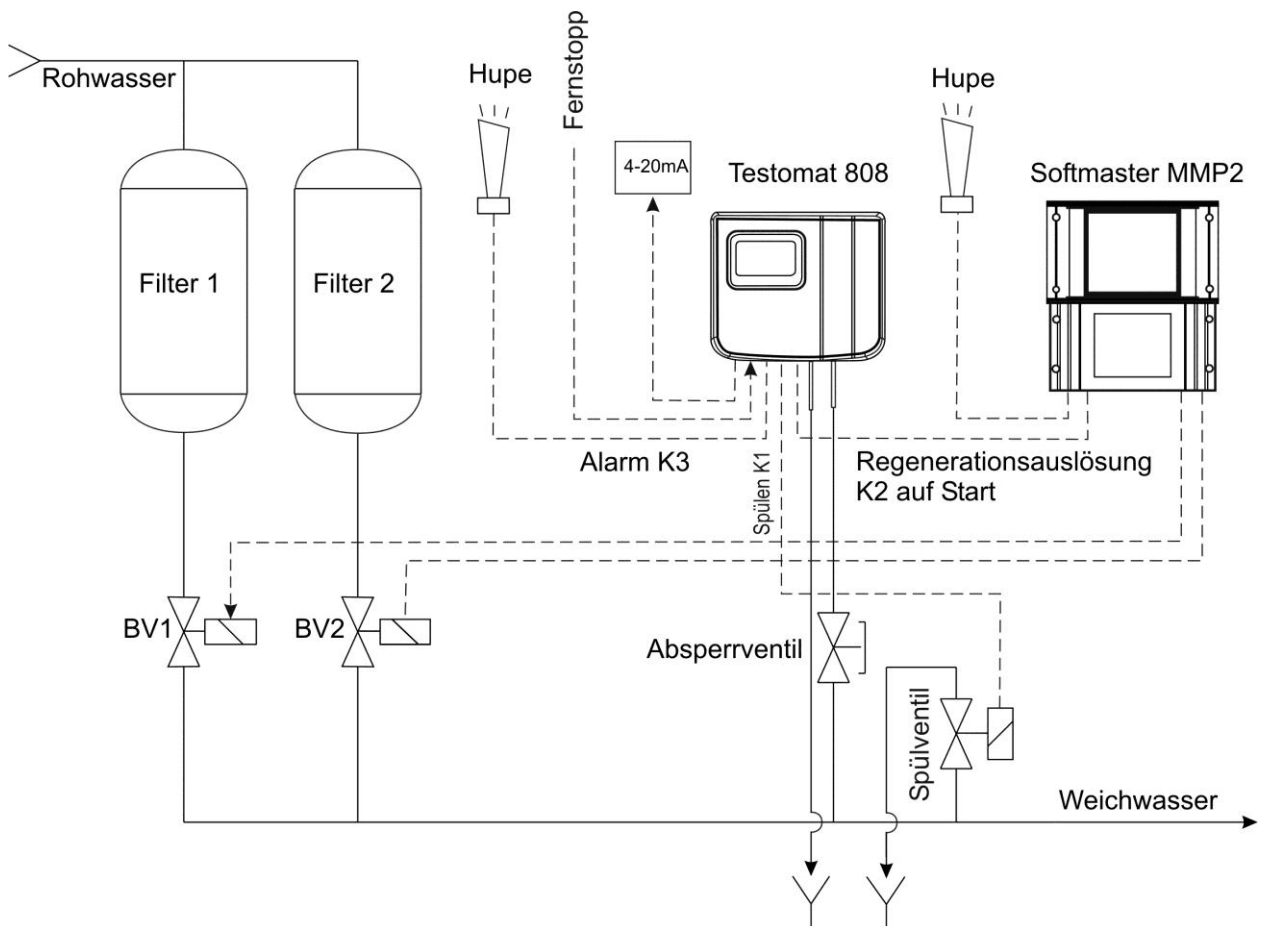 Rohwasser
Hupe
Fernstopp
Hupe
4-20mA
Testomat 808
Softmaster MMP2
Filter 1
Filter 2
Alarm K3
Spülen K1
Regenerationsauslösung
K2 auf Start
BV1
BV2
Absperrventil
Spülventil
Weichwasser